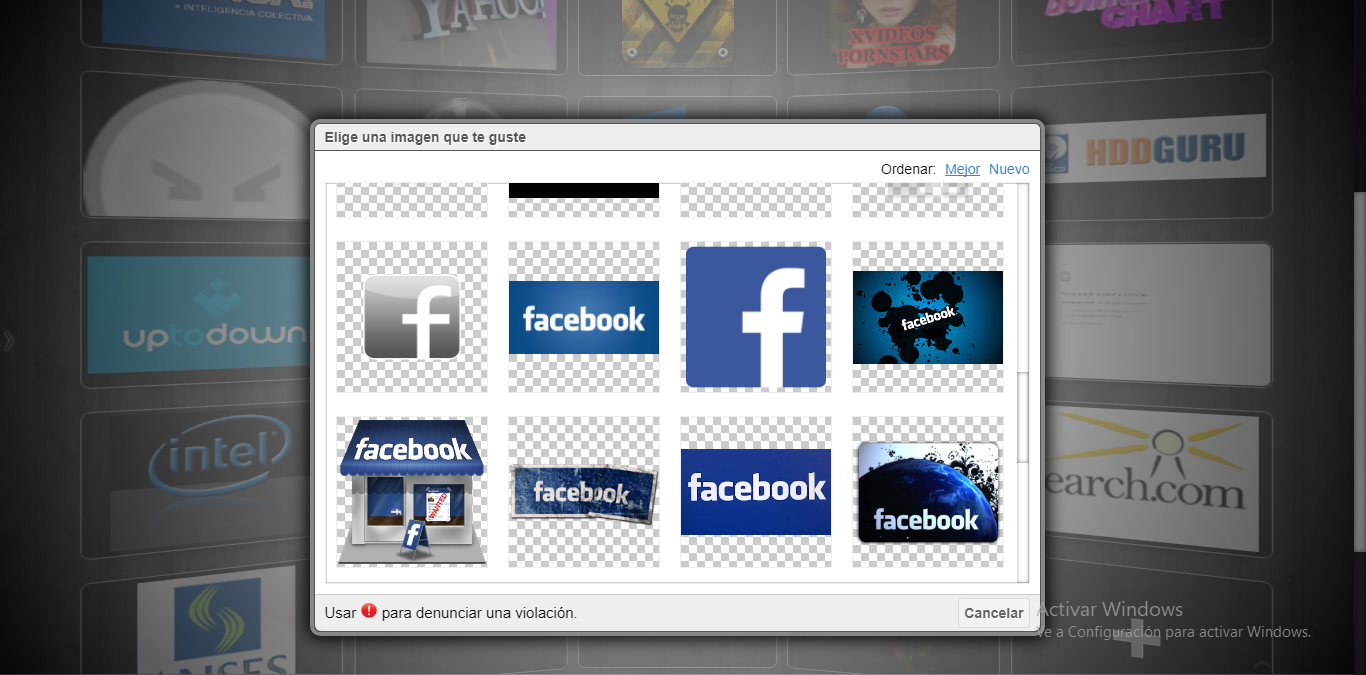 > INTELIGENCIA COLECTIVA
YAHOO!
XVIDEOS
PORNSTARS
Elige una imagen que te guste
Ordenar: Mejor Nuevo
HDDGURU
f
facebook
f
facebook
uptodown
facebook
WANTED
f
facebook
facebook
facebook
intel
earch.com
Usar ! para denunciar una violación.
Cancelar
Activar Windows
Ve a Configuración para activar Windows.
ANSES